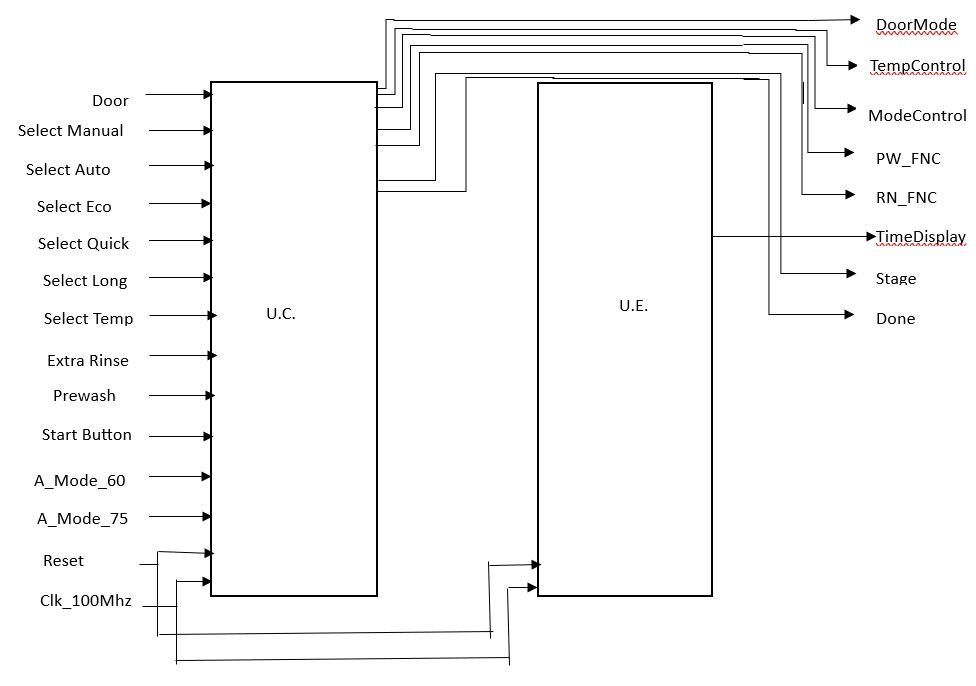 Door
Select Manual
Select Auto
Select Eco
Select Quick
Select Long
Select Temp
Extra Rinse
Prewash
Start Button
A_Mode_60
A_Mode_75
Reset
Clk_100Mhz
U.C.
U.E.
DoorMode
TempControl
ModeControl
PW_FNC
RN_FNC
TimeDisplay
Stage
Done